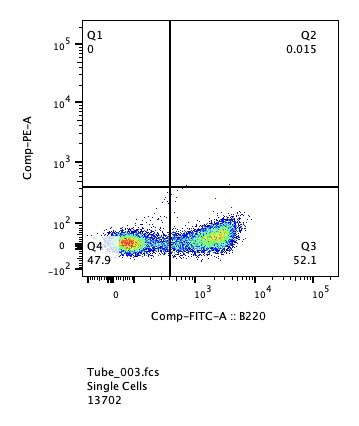 Q1
0
Q2
0.015
10^5
10^4
10^3
10^2
0
-10^2
Comp-PE-A
Q4
47.9
Q3
52.1
0
10^3
10^4
10^5
Comp-FITC-A :: B220
Tube_003.fcs
Single Cells
13702